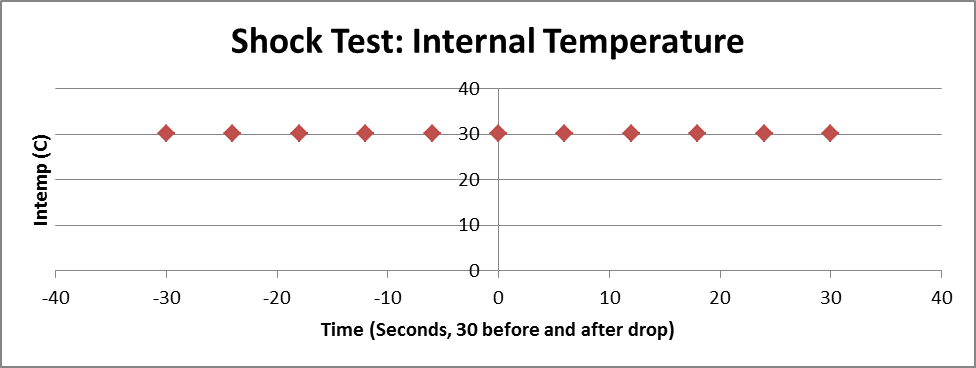 Shock Test: Internal Temperature
40
30
20
10
0
Intemp (C)
-40 -30 -20 -10 0 10 20 30 40
Time (Seconds, 30 before and after drop)